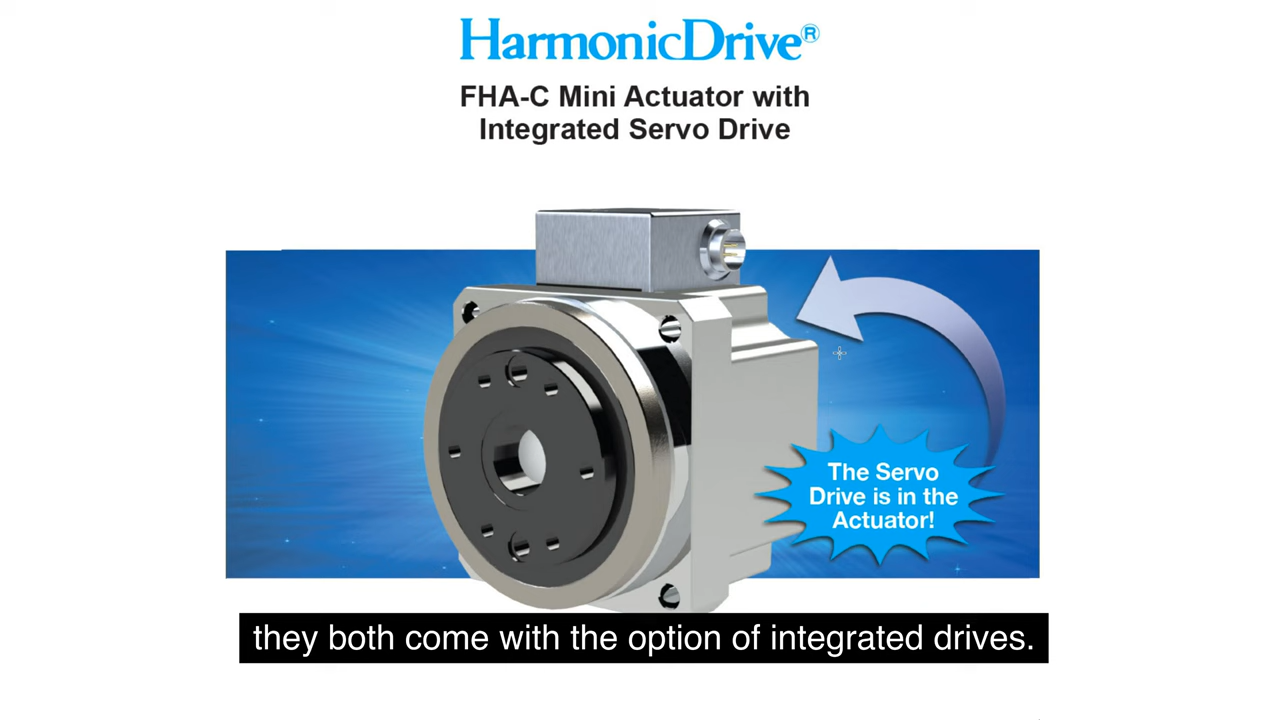 HarmonicDrive®
FHA-C Mini Actuator with
Integrated Servo Drive
The Servo
Drive is in the
Actuator!
they both come with the option of integrated drives.